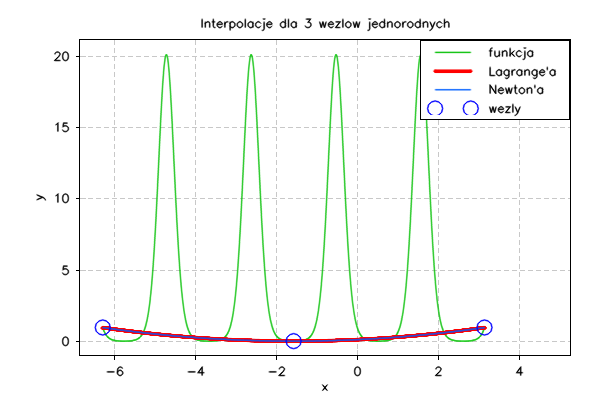 Interpolacje dla 3 wezlow jednorodnych
funkcja
Lagrange'a
Newton'a
wezly
y
20
15
10
5
0
−6
−4
−2
0
2
4
x